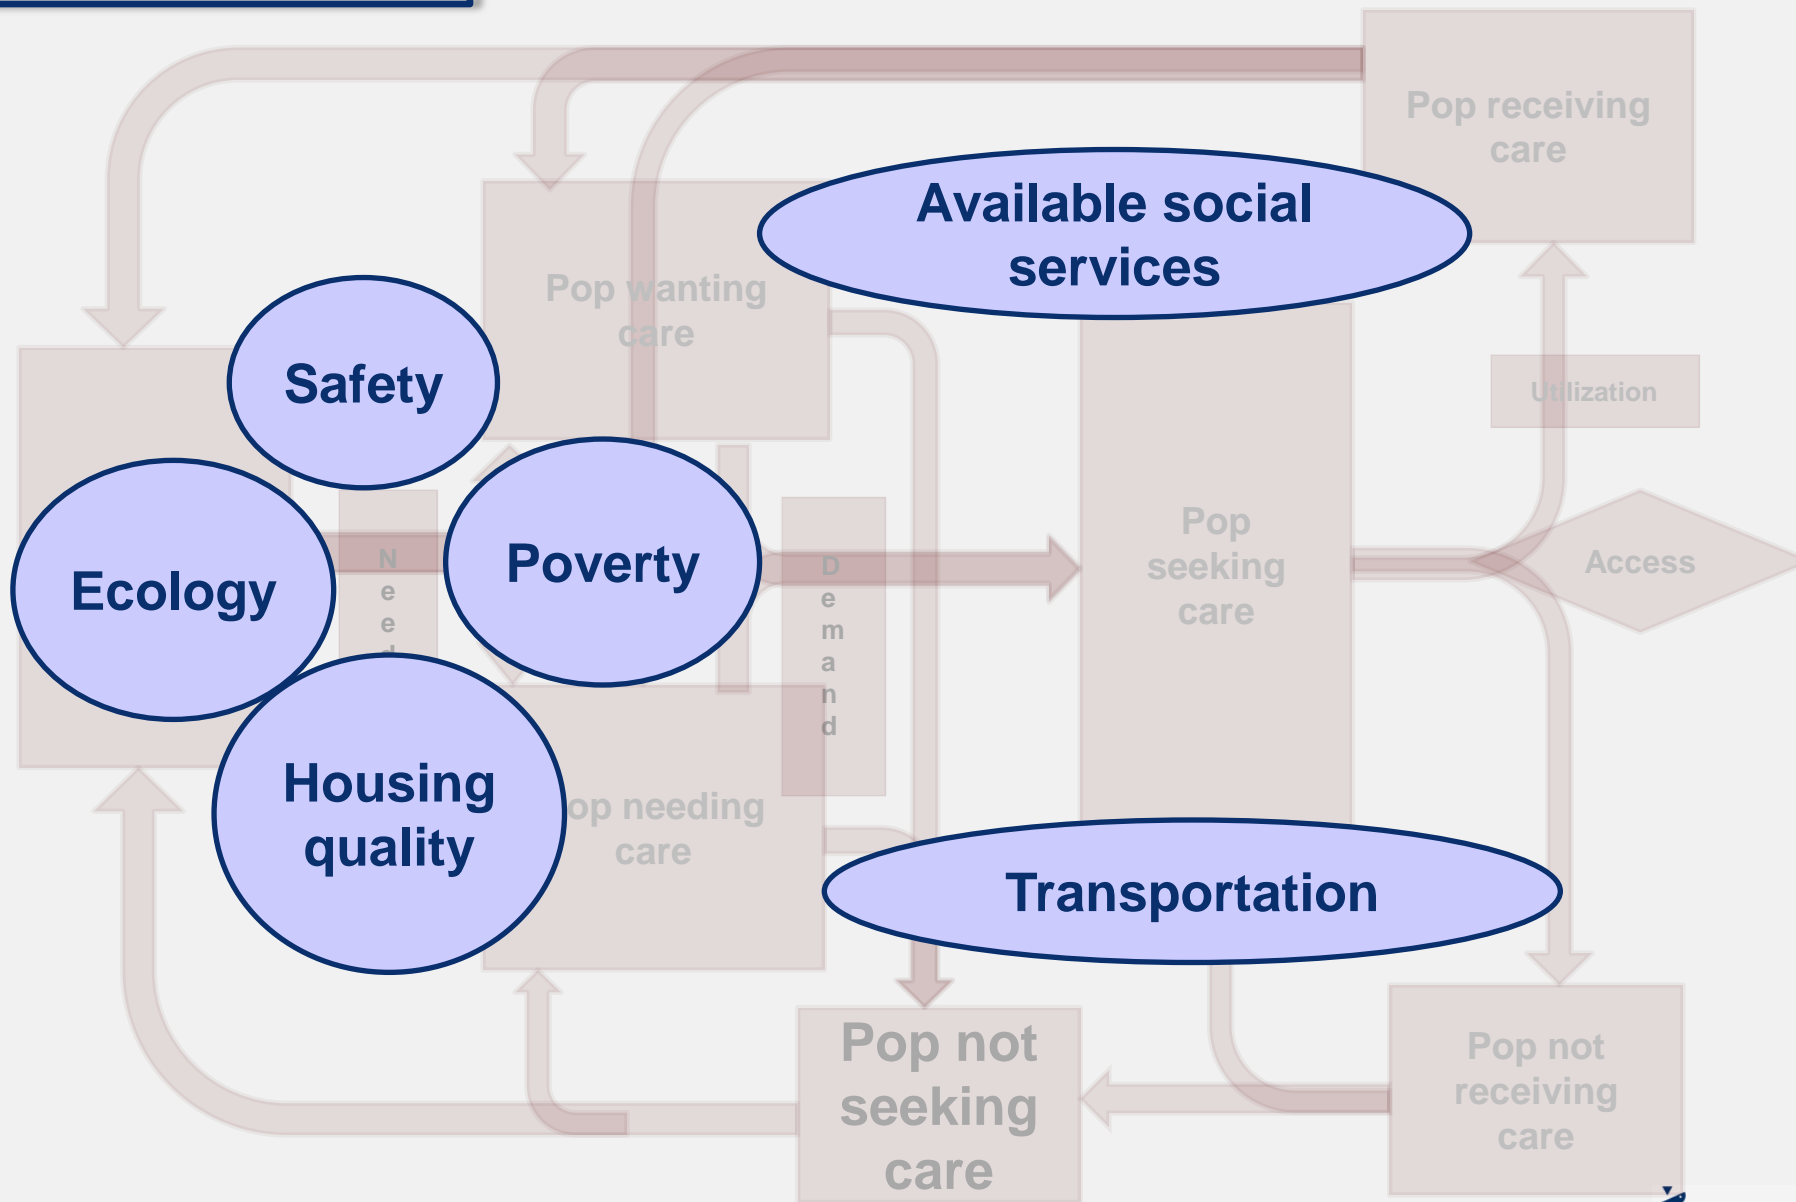 Pop receiving
care
Available social
services
Pop wanting
care
Safety
Utilization
Pop
seeking
care
Access
Poverty
Ecology
N
e
e
d
D
e
m
a
n
d
Housing
quality
op needing
care
Transportation
Pop not
seeking
care
Pop not
receiving
care